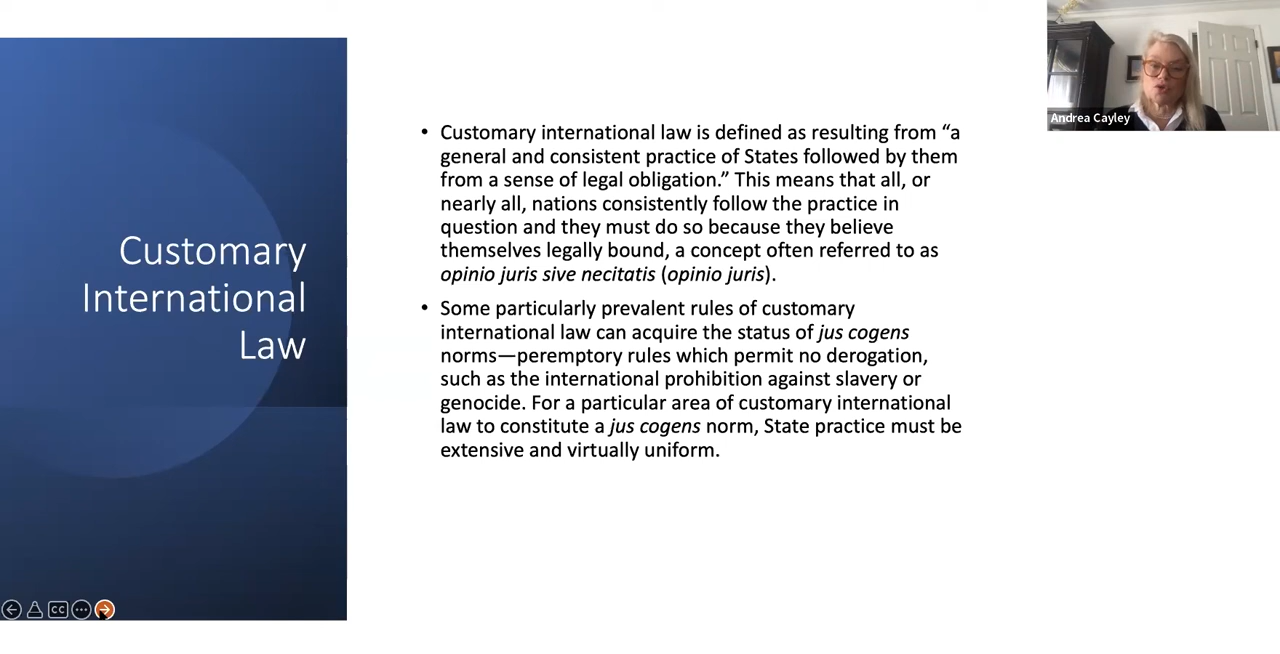 Customary
International
Law
• Customary international law is defined as resulting from “a
general and consistent practice of States followed by them
from a sense of legal obligation.” This means that all, or
nearly all, nations consistently follow the practice in
question and they must do so because they believe
themselves legally bound, a concept often referred to as
opinio juris sive necitatis (opinio juris).
• Some particularly prevalent rules of customary
international law can acquire the status of jus cogens
norms—peremptory rules which permit no derogation,
such as the international prohibition against slavery or
genocide. For a particular area of customary international
law to constitute a jus cogens norm, State practice must be
extensive and virtually uniform.
Andrea Cayley
CC